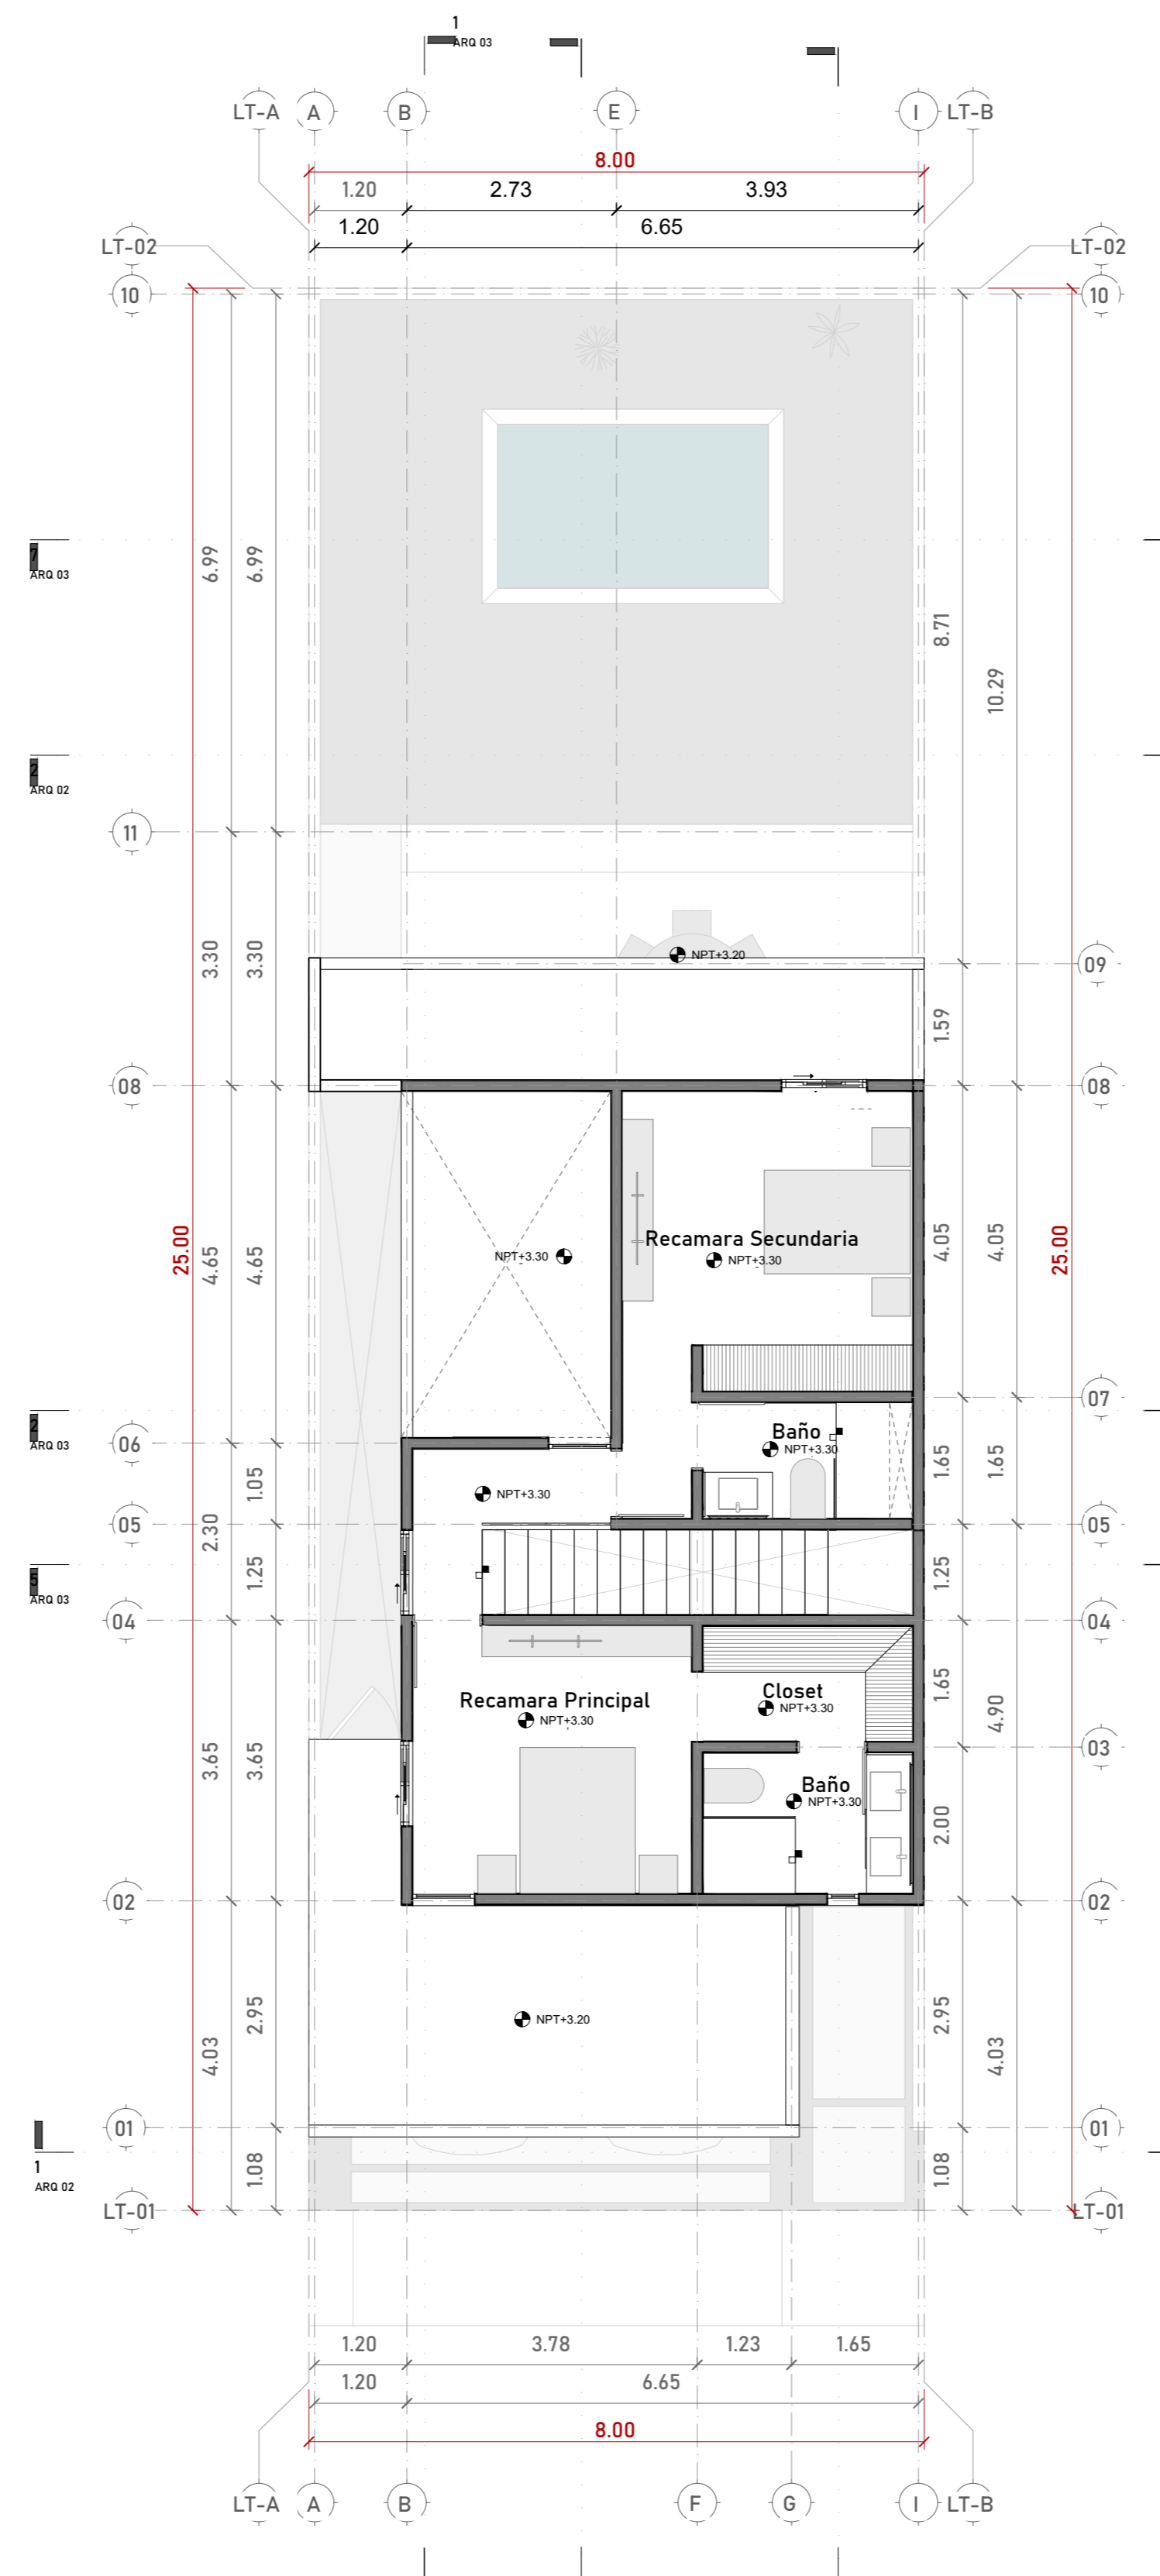 1
ARQ 03
LT-A A B E I LT-B
8.00
1.20 2.73 3.93
1.20 6.65
LT-02 LT-02
10 10
6.99 6.99
7
ARQ 03
8.71
10.29
2
ARQ 02
11
3.30 3.30
NPT+3.20
09
1.59
08 08
25.00 4.65 4.65
NPT+3.30
Recamara Secundaria
NPT+3.30
4.05 4.05 25.00
07
2
ARQ 03
06
Baño
NPT+3.30
1.65 1.65
1.05
NPT+3.30
05 05
2.30
1.25 1.25
5
ARQ 03
04 04
Recamara Principal
NPT+3.30
Closet
NPT+3.30
1.65
4.90
03
3.65 3.65
Baño
NPT+3.30
2.00
02 02
2.95 2.95
NPT+3.20
4.03 4.03
01 01
1
ARQ 02
1.08 1.08
LT-01 LT-01
1.20 3.78 1.23 1.65
1.20 6.65
8.00
LT-A A B F G I LT-B